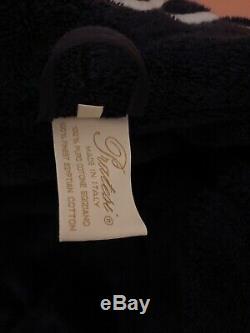 Pratesi ®
MADE IN ITALY
100% PURO COTONE EGIZIANO
100% FINEST EGYPTIAN COTTON